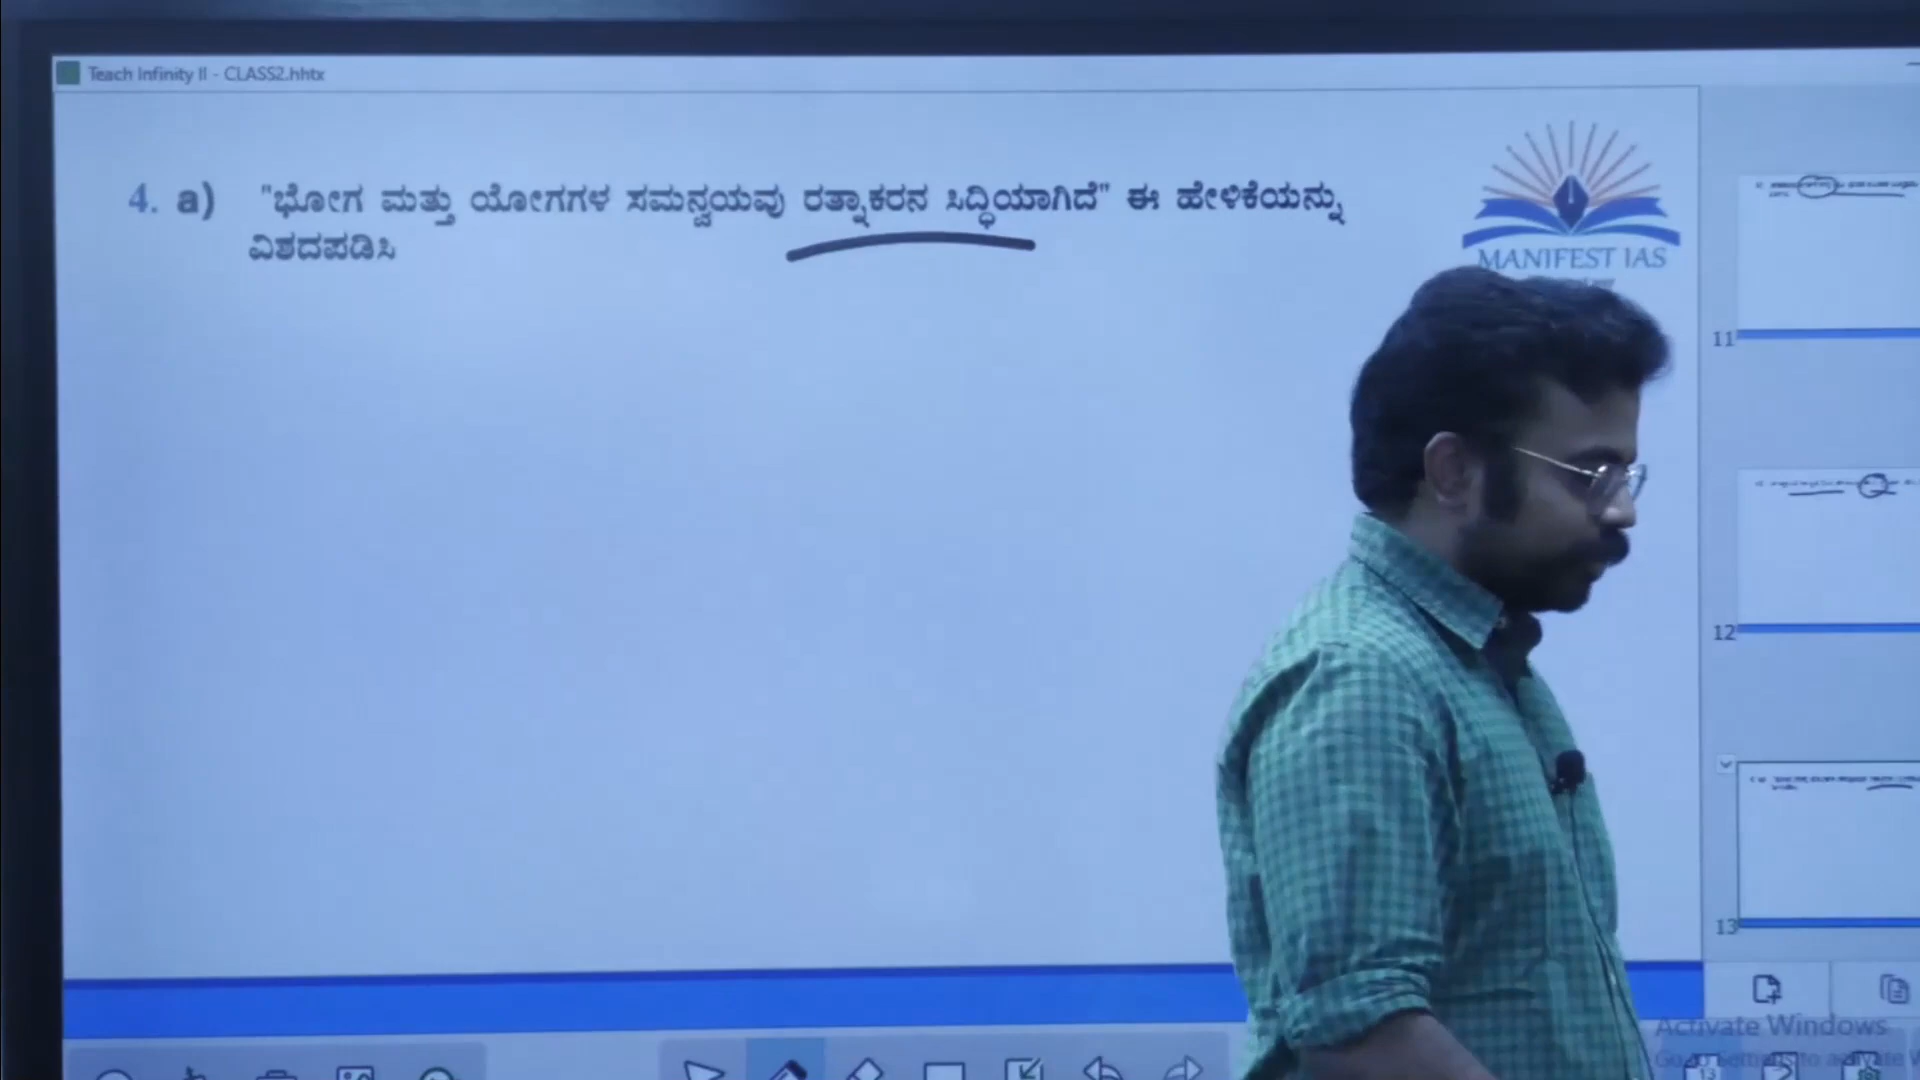 Teach Infinity II - CLASS2.hhtx
4. a) "ಭೋಗ ಮತ್ತು ಯೋಗಗಳ ಸಮನ್ವಯವು ರತ್ನಾಕರನ ಸಿದ್ಧಿಯಾಗಿದೆ" ಈ ಹೇಳಿಕೆಯನ್ನು
ವಿಶದಪಡಿಸಿ
MANIFEST IAS
11
12
13
Activate Windows